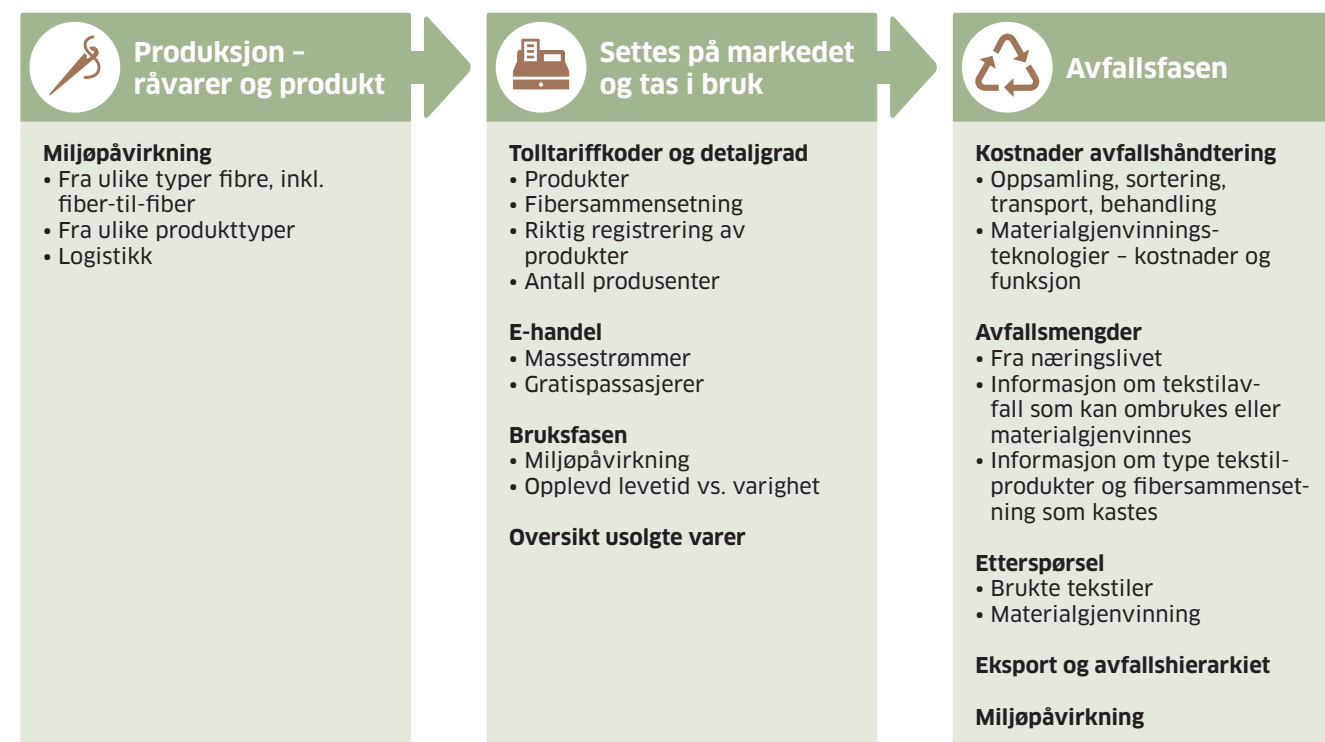 Produksjon –
råvarer og produkt
Miljøpåvirkning
• Fra ulike typer fibre, inkl.
fiber-til-fiber
• Fra ulike produkttyper
• Logistikk
Settes på markedet
og tas i bruk
Tolltariffkoder og detaljgrad
• Produkter
• Fibersammensetning
• Riktig registrering av
produkter
• Antall produsenter
E-handel
• Massestrømmer
• Gratispassasjerer
Bruksfasen
• Miljøpåvirkning
• Opplevd levetid vs. varighet
Oversikt usolgte varer
Avfallsfasen
Kostnader avfallshåndtering
• Oppsamling, sortering,
transport, behandling
• Materialgjenvinnings-
teknologier – kostnader og
funksjon
Avfallsmengder
• Fra næringslivet
• Informasjon om tekstilav-
fall som kan ombrukes eller
materialgjenvinnes
• Informasjon om type tekstil-
produkter og fibersammenset-
ning som kastes
Etterspørsel
• Brukte tekstiler
• Materialgjenvinning
Eksport og avfallshierarkiet
Miljøpåvirkning